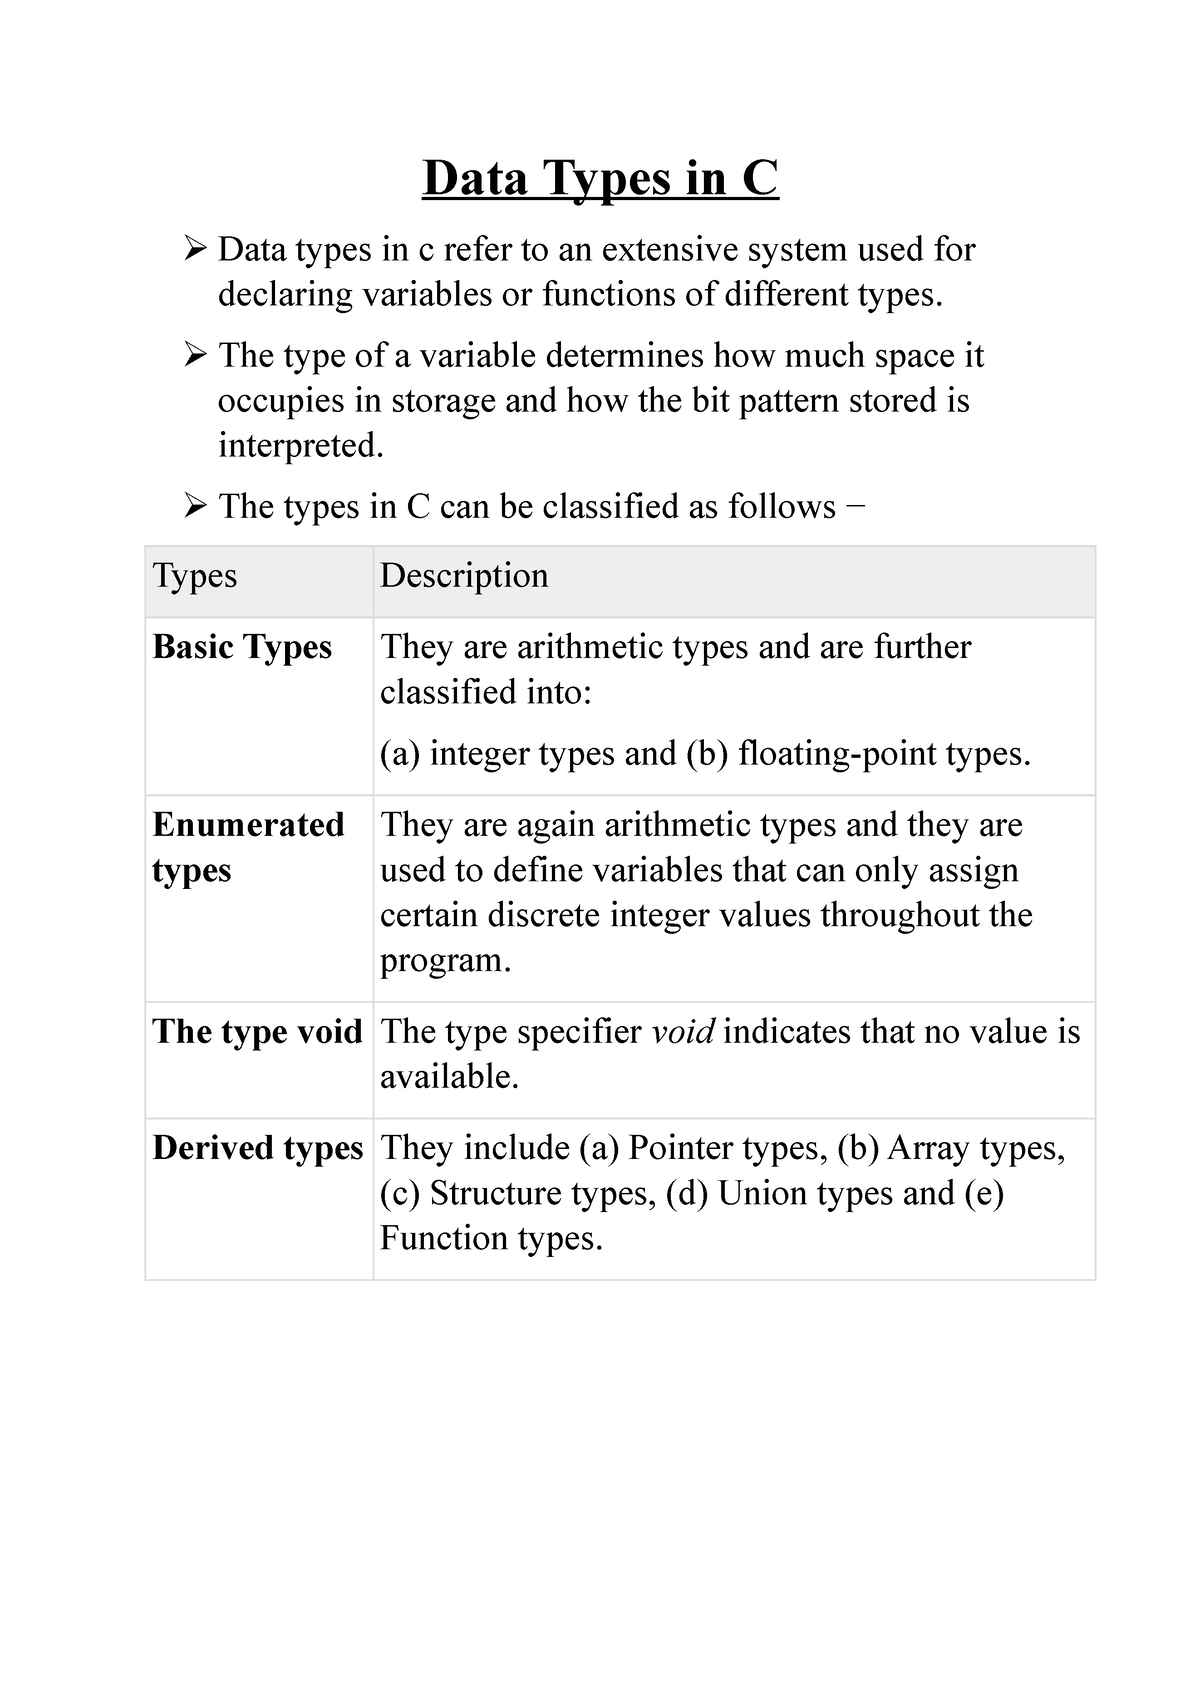 Data Types in C
➢ Data types in c refer to an extensive system used for
declaring variables or functions of different types.
➢ The type of a variable determines how much space it
occupies in storage and how the bit pattern stored is
interpreted.
➢ The types in C can be classified as follows −
Types Description
Basic Types They are arithmetic types and are further
classified into:
(a) integer types and (b) floating-point types.
Enumerated They are again arithmetic types and they are
types used to define variables that can only assign
certain discrete integer values throughout the
program.
The type void The type specifier void indicates that no value is
available.
Derived types They include (a) Pointer types, (b) Array types,
(c) Structure types, (d) Union types and (e)
Function types.